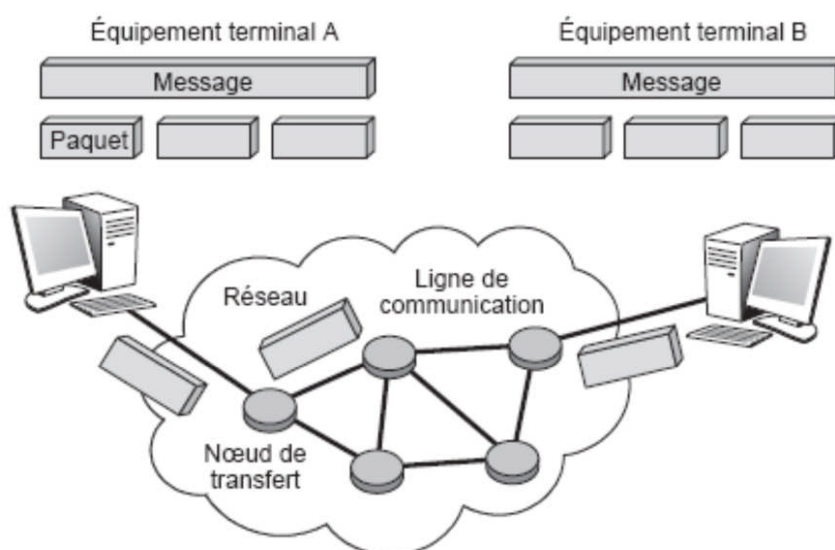 Équipement terminal A
Équipement terminal B
Message
Message
Paquet
Réseau
Ligne de
communication
Nœud de
transfert